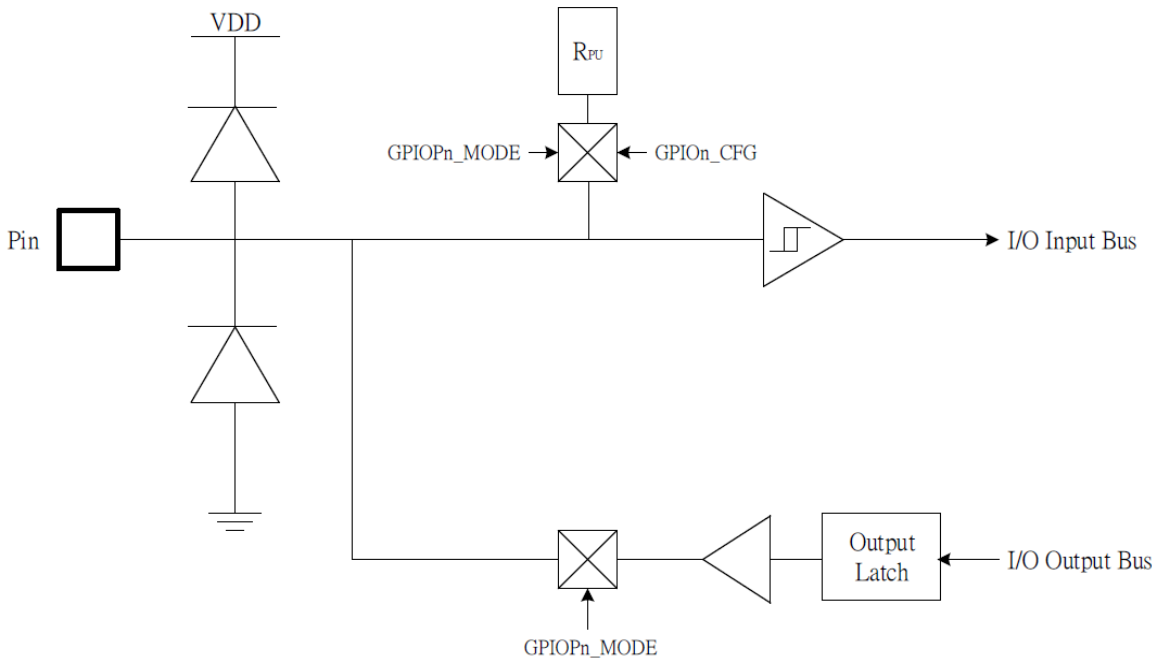 VDD
RPU
GPIOPn_MODE
GPIOn_CFG
Pin
I/O Input Bus
Output
Latch
I/O Output Bus
GPIOPn_MODE